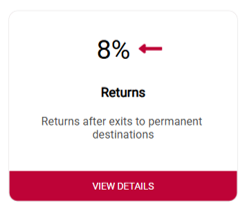 8%
Returns
Returns after exits to permanent
destinations
VIEW DETAILS